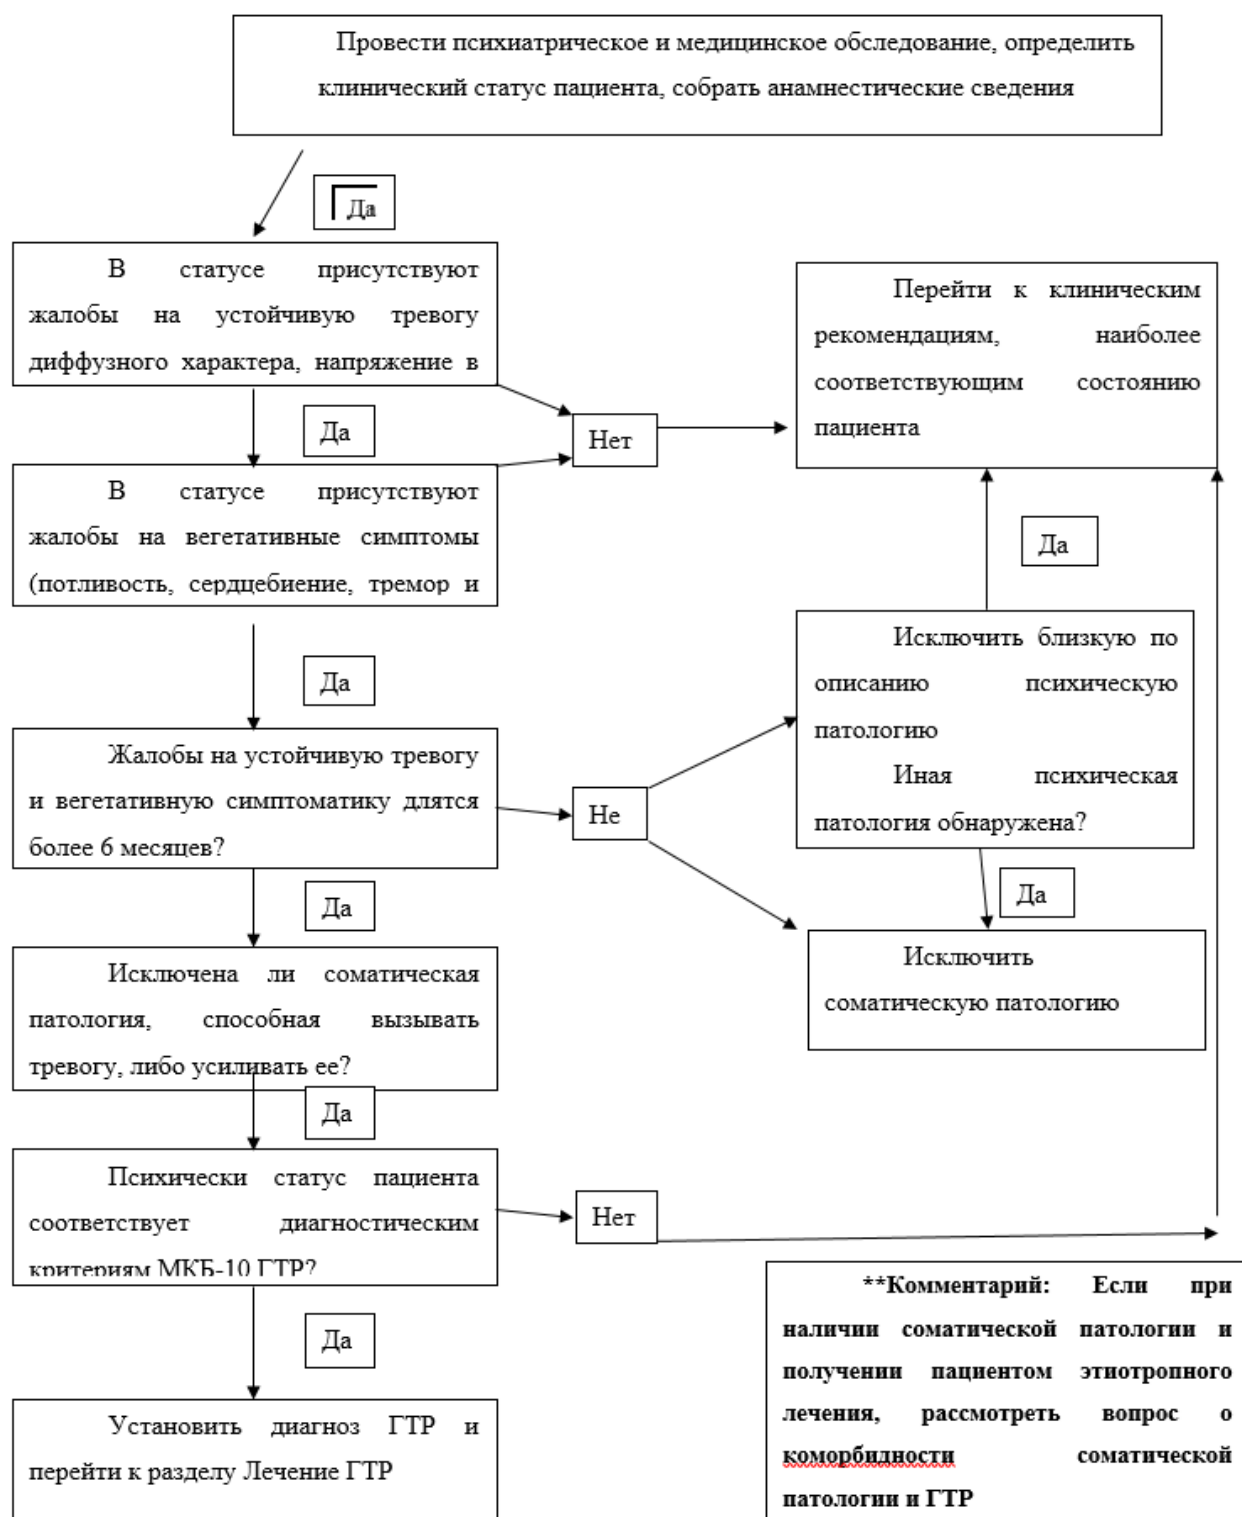 Провести психиатрическое и медицинское обследование, определить
клинический статус пациента, собрать анамнестические сведения
Да
В статусе присутствуют
жалобы на устойчивую тревогу
диффузного характера, напряжение в
Перейти к клиническим
рекомендациям, наиболее
соответствующим состоянию
пациента
Да
Нет
В статусе присутствуют
жалобы на вегетативные симптомы
(потливость, сердцебиение, тремор и
Да
Да
Исключить близкую по
описанию психическую
патологию
Иная психическая
патология обнаружена?
Жалобы на устойчивую тревогу
и вегетативную симптоматику длятся
более 6 месяцев?
Не
Да
Да
Исключить
соматическую патологию
Исключена ли соматическая
патология, способная вызывать
тревогу, либо усиливать ее?
Да
Психически статус пациента
соответствует диагностическим
критериям МКБ-10 ГТР?
Нет
Да
**Комментарий: Если при
наличии соматической патологии и
получении пациентом этиотропного
лечения, рассмотреть вопрос о
коморбидности соматической
патологии и ГТР
Установить диагноз ГТР и
перейти к разделу Лечение ГТР